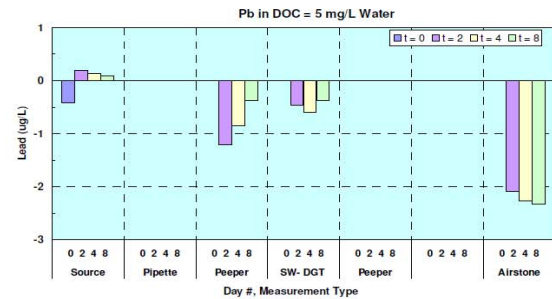 Pb in DOC = 5 mg/L Water
t = 0 t = 2 t = 4 t = 8
1
0
-1
-2
-3
Lead (ug/L)
0 2 4 8 0 2 4 8 0 2 4 8 0 2 4 8 0 2 4 8 0 2 4 8 0 2 4 8
Source Pipette Peeper SW- DGT Peeper Airstone
Day #, Measurement Type